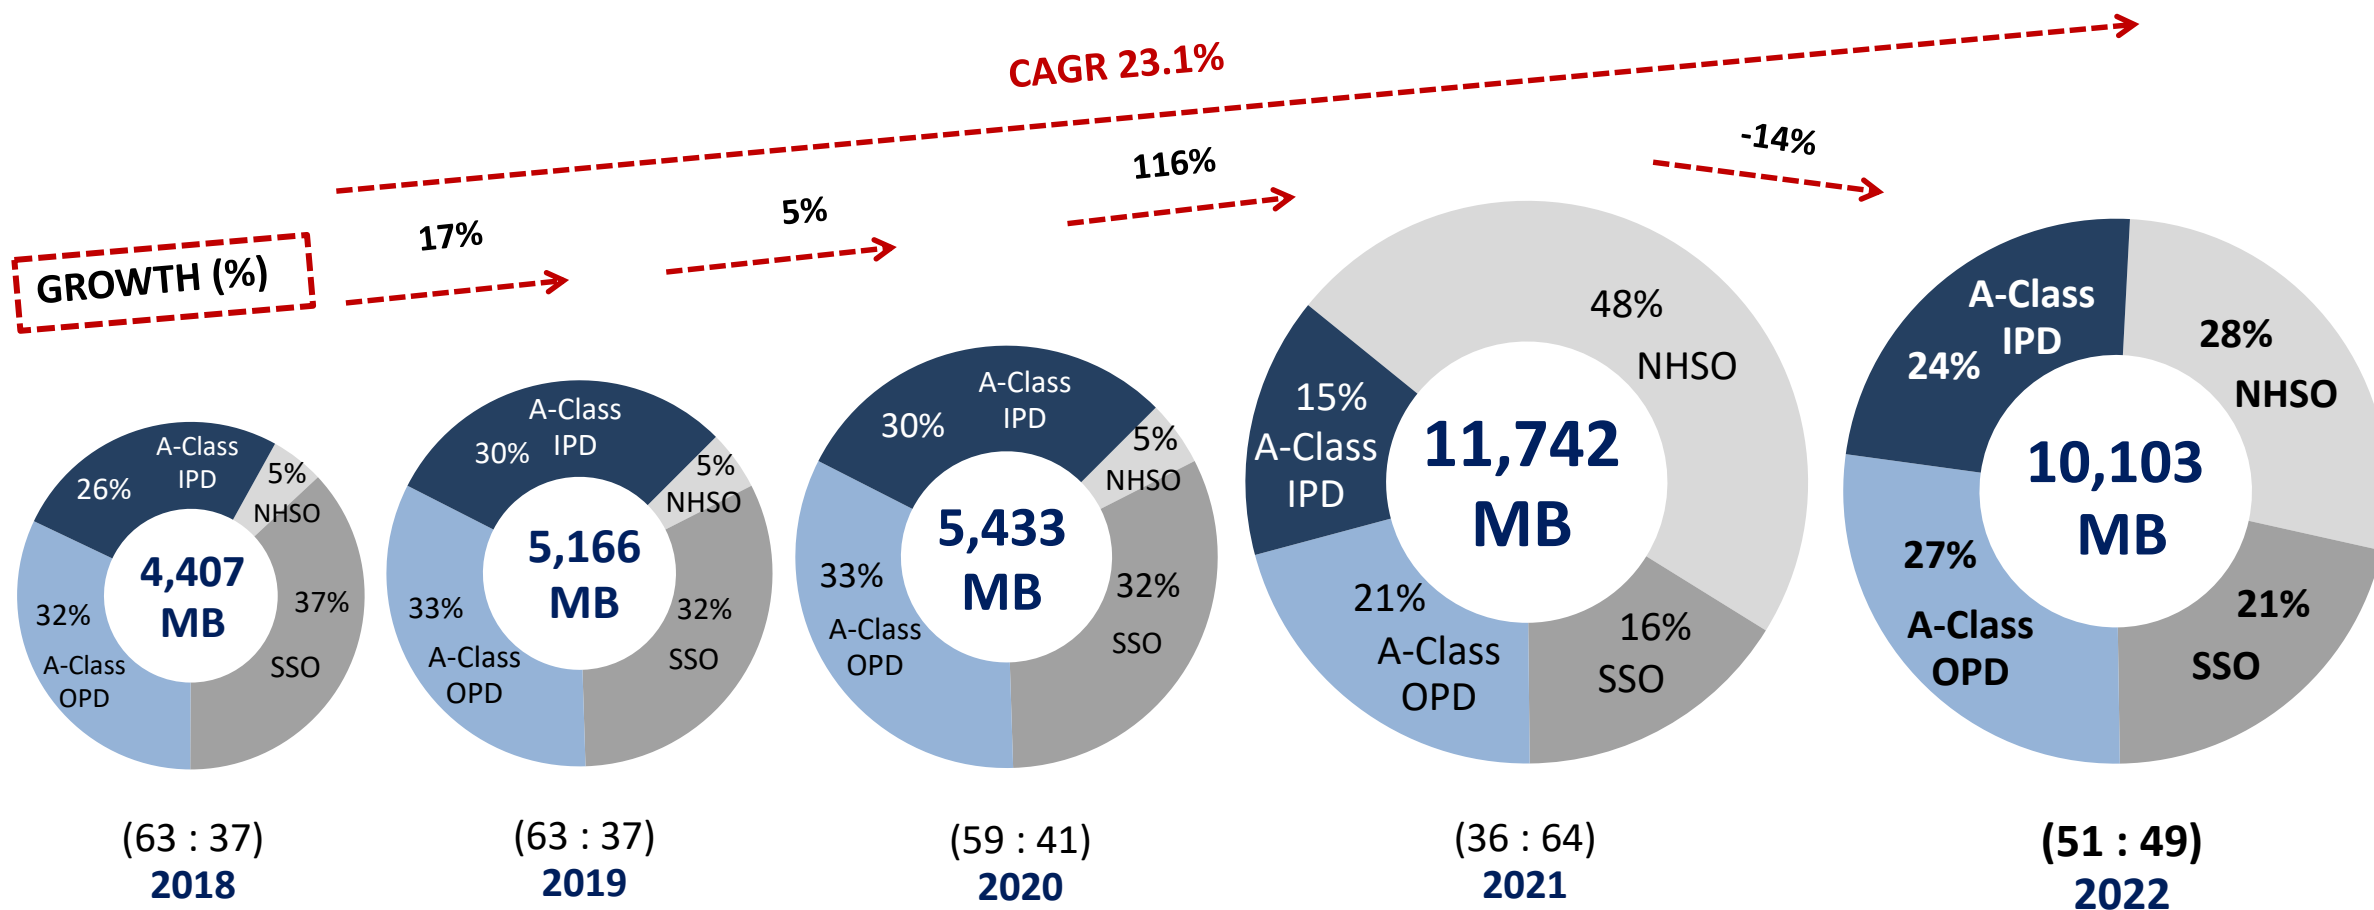 CAGR 23.1%
GROWTH (%)
17%
5%
116%
-14%
A-Class
IPD
26%
5%
NHSO
4,407
MB
32%
A-Class
OPD
37%
SSO
(63 : 37)
2018
A-Class
IPD
30%
5%
NHSO
5,166
MB
33%
A-Class
OPD
32%
SSO
(63 : 37)
2019
A-Class
IPD
30%
5%
NHSO
5,433
MB
33%
A-Class
OPD
32%
SSO
(59 : 41)
2020
48%
NHSO
15%
A-Class
IPD
11,742
MB
21%
A-Class
OPD
16%
SSO
(36 : 64)
2021
A-Class
IPD
24%
28%
NHSO
10,103
MB
27%
A-Class
OPD
21%
SSO
(51 : 49)
2022